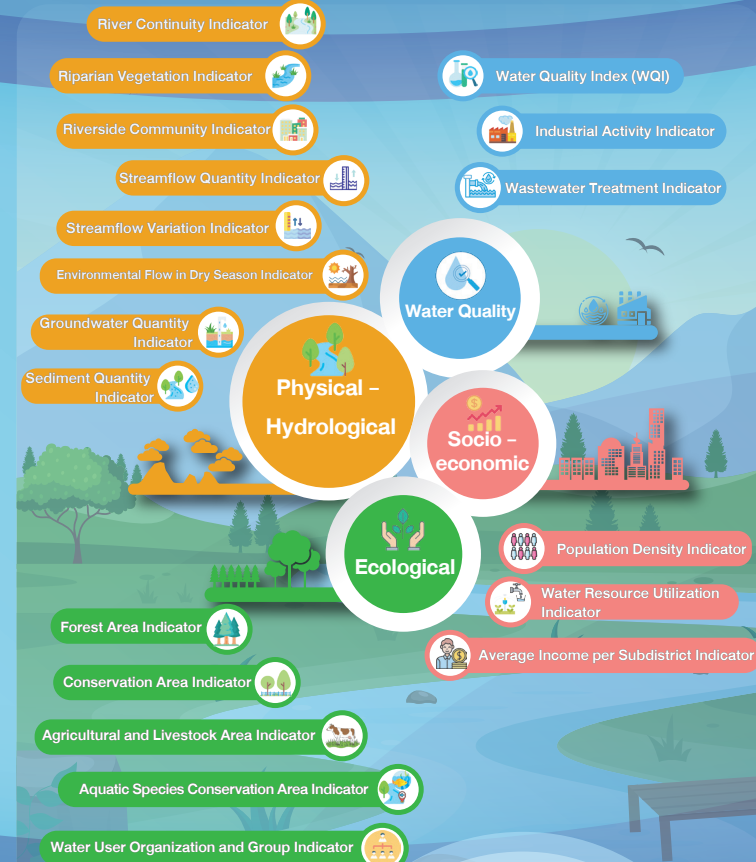 River Continuity Indicator
Riparian Vegetation Indicator
Riverside Community Indicator
Streamflow Quantity Indicator
Streamflow Variation Indicator
Environmental Flow in Dry Season Indicator
Groundwater Quantity
Indicator
Sediment Quantity
Indicator
Water Quality Index (WQI)
Industrial Activity Indicator
Wastewater Treatment Indicator
Water Quality
Physical –
Hydrological
Socio –
economic
Ecological
Population Density Indicator
Water Resource Utilization
Indicator
Average Income per Subdistrict Indicator
Forest Area Indicator
Conservation Area Indicator
Agricultural and Livestock Area Indicator
Aquatic Species Conservation Area Indicator
Water User Organization and Group Indicator